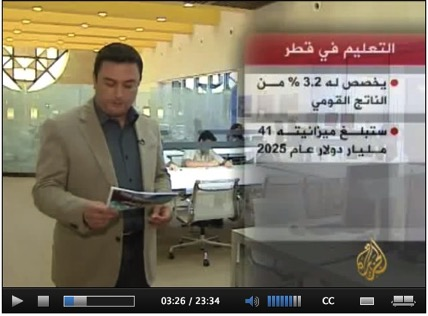 التعليم في قطر
• يخصص له 3.2 % من
الناتج القومي
• ستبلغ ميزانيته 41
مليار دولار عام 2025
الجزيرة
03:26 / 23:34
CC